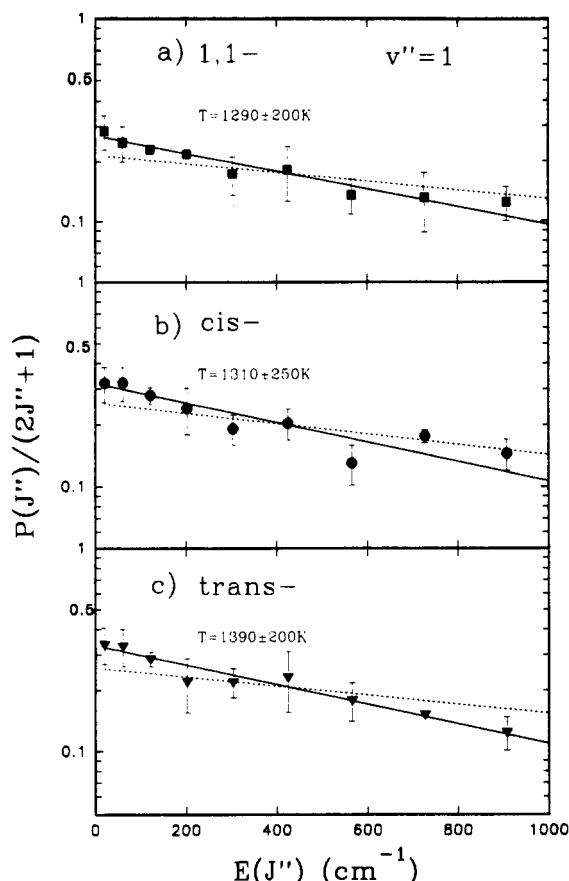 1
a) 1,1-
v''=1
0.5
T=1290±200K
0.1
1
b) cis-
0.5
T=1310±250K
0.1
1
c) trans-
0.5
T=1390±200K
0.1
P(J'')/(2J''+1)
0 200 400 600 800 1000
E(J'') (cm⁻¹)